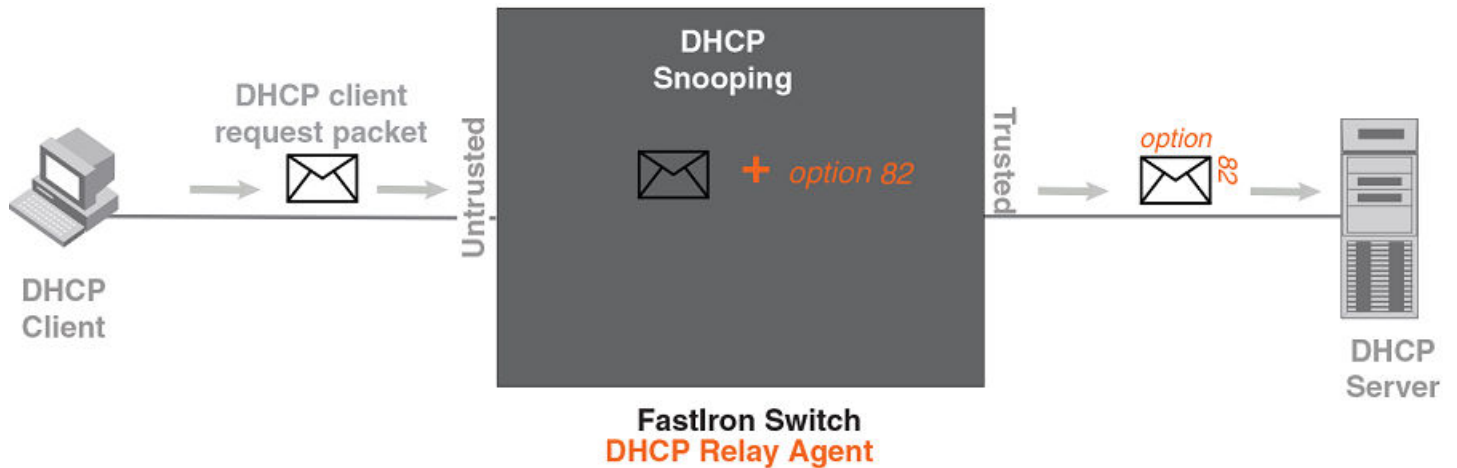 DHCP
Snooping
DHCP client
request packet
Untrusted
+ option 82
Trusted
option
82
DHCP
Client
DHCP
Server
FastIron Switch
DHCP Relay Agent